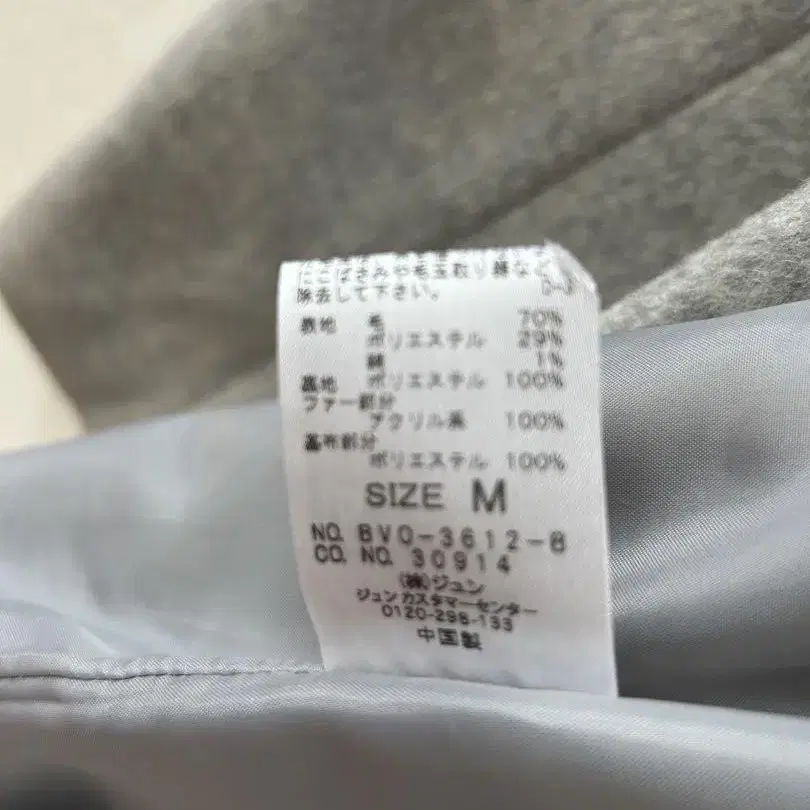 にこばさみや毛玉取り器など
除去して下さい。
表地 毛 70%
ポリエステル 29%
綿 1%
裏地 ポリエステル 100%
ファー部分
アクリル系 100%
基布部分
ポリエステル 100%
SIZE M
NO. BVO-3612-8
CO. NO. 30914
(株)ジュン
ジュンカスタマーセンター
0120-298-133
中国製